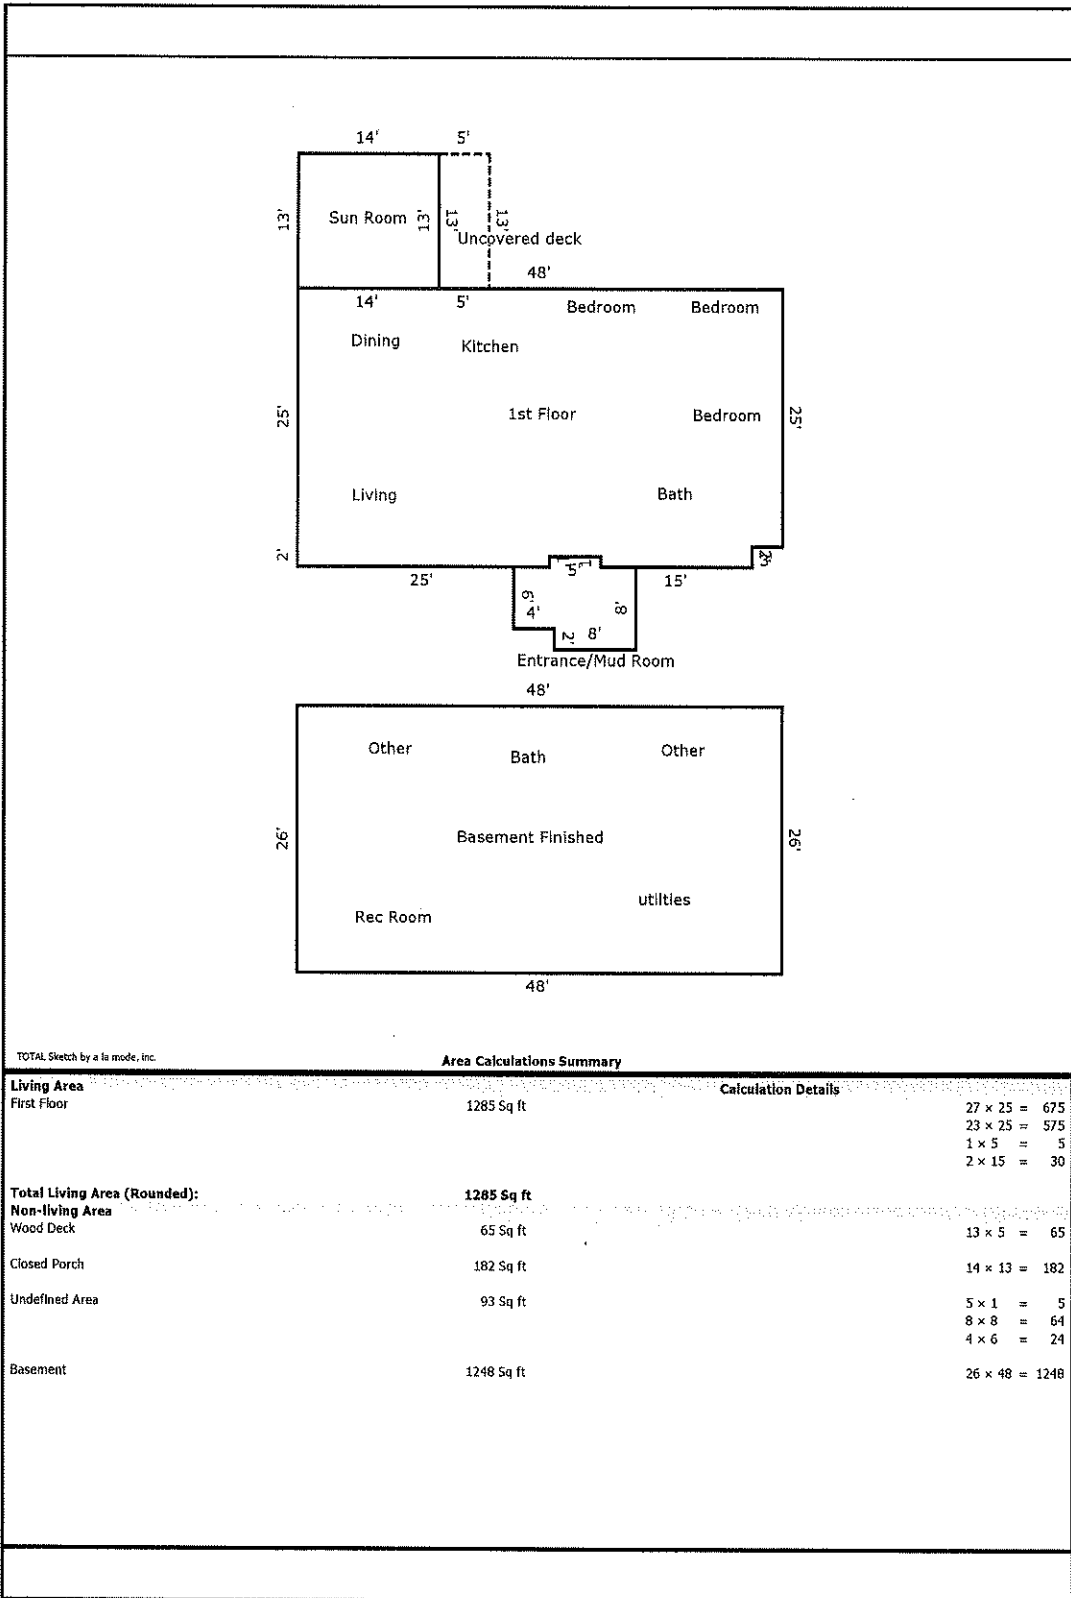 14' 5'
13' Sun Room 13' 13' 13'
Uncovered deck
48'
14' 5' Bedroom Bedroom
Dining Kitchen
25' 1st Floor Bedroom 25'
Living Bath
2' 1' 5' 1' 2' 3'
25' 15'
6' 4' 8'
2' 8'
Entrance/Mud Room
48'
Other Bath Other
26' Basement Finished 26'
Rec Room utilties
48'
TOTAL Sketch by a la mode, inc.
Area Calculations Summary
Living Area Calculation Details
First Floor 1285 Sq ft 27 × 25 = 675
23 × 25 = 575
1 × 5 = 5
2 × 15 = 30
Total Living Area (Rounded): 1285 Sq ft
Non-living Area
Wood Deck 65 Sq ft 13 × 5 = 65
Closed Porch 182 Sq ft 14 × 13 = 182
Undefined Area 93 Sq ft 5 × 1 = 5
8 × 8 = 64
4 × 6 = 24
Basement 1248 Sq ft 26 × 48 = 1248